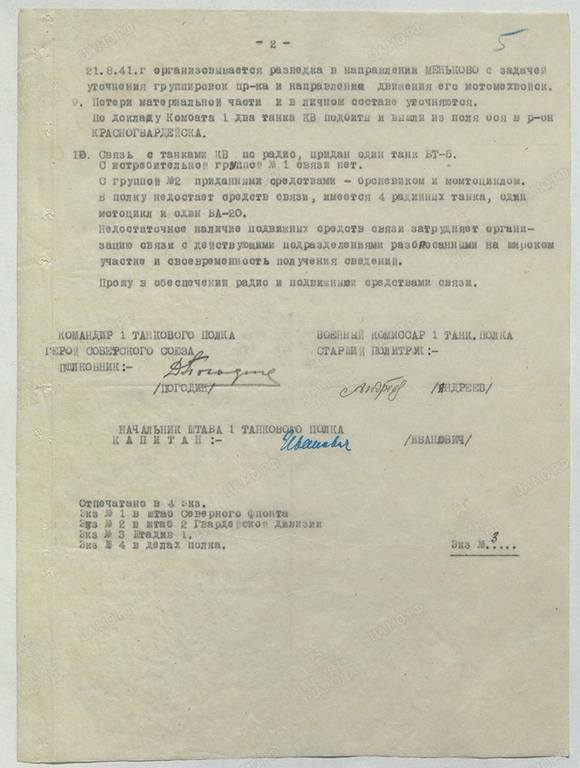 - 2 -
5
21.8.41.г организовывается разведка в направлении МЕНЬКОВО с задачей
уточнения группировок пр-ка и направления движения его мотомехвойск.
9. Потери материальной части и в личном составе уточняются.
По докладу Комбата 1 два танка КВ подбиты и вышли из поля боя в р-он
КРАСНОГВАРДЕЙСКА.
10. Связь с танками КВ по радио, придан один танк БТ-5.
С истребительной группой № 1 связи нет.
С группой №2 приданными средствами - броневиком и момтоциклом.
В полку недостает средств связи, имеется 4 радийных танка, один
мотоцикл и один БА-20.
Недостаточное наличие подвижных средств связи затрудяет органи-
зацию связи с действующими подразделениями разбросанными на широком
участке и своевременность получения сведений.
Прошу в обеспечении радио и подвижными средствами связи.
КОМАНДИР 1 ТАНКОВОГО ПОЛКА
ГЕРОЙ СОВЕТСКОГО СОЮЗА
ПОЛКОВНИК:-
/ПОГОДИН/
ВОЕННЫЙ КОМИССАР 1 ТАНК.ПОЛКА
СТАРШИЙ ПОЛИТРУК:-
Андреев /АНДРЕЕВ/
НАЧАЛЬНИК ШТАБА 1 ТАНКОВОГО ПОЛКА
К А П И Т А Н :- Иванович /ИВАНОВИЧ/
Отпечатано в 4 экз.
Экз № 1 в штаб Северного фронта
Экз № 2 в штаб 2 Гвардейской дивизии
Экз № 3 Штадив 1.
Экз № 4 в делах полка.
Экз №.3....